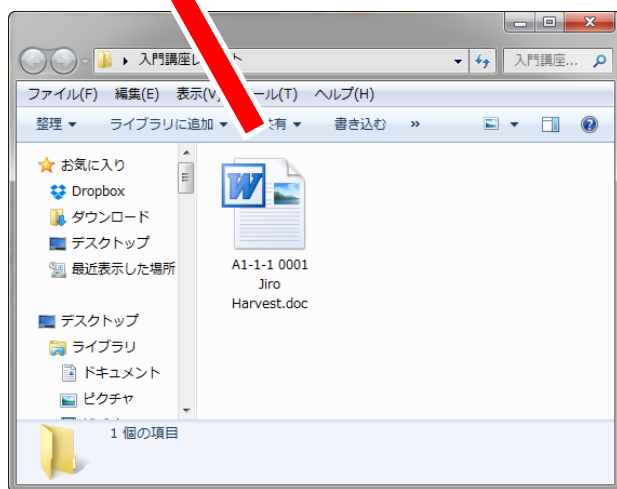 入門講座レ ト
入門講座...
ファイル(F) 編集(E) 表示(V) ール(T) ヘルプ(H)
整理 ライブラリに追加 有 書き込む »
お気に入り
Dropbox
ダウンロード
デスクトップ
最近表示した場所
A1-1-1 0001
Jiro
Harvest.doc
デスクトップ
ライブラリ
ドキュメント
ピクチャ
1 個の項目